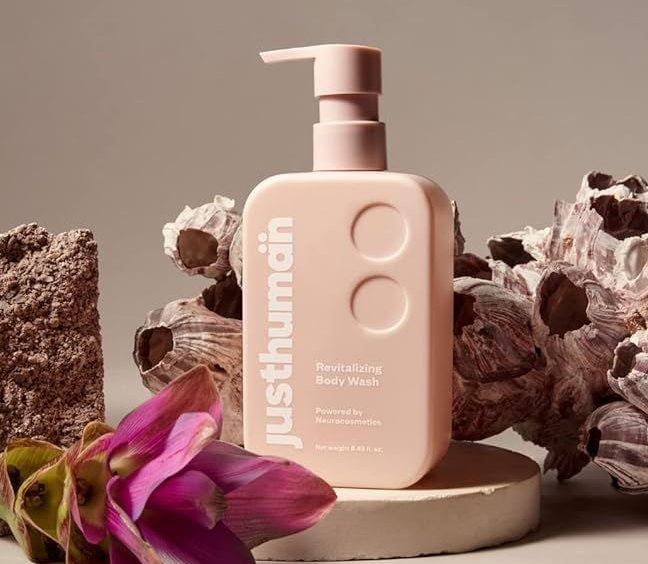 justhumän
Revitalizing
Body Wash
Powered by
Neurocosmetics
Net weight 8.45 fl. oz.